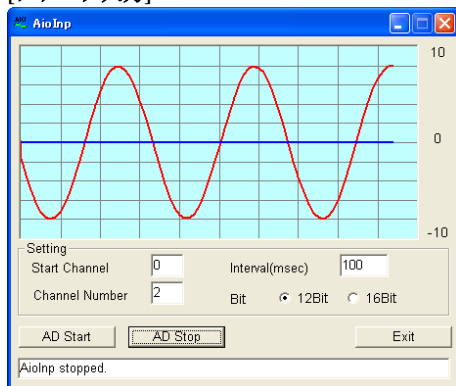 AioInp
10
0
-10
Setting
Start Channel 0 Interval(msec) 100
Channel Number 2 Bit 12Bit 16Bit
AD Start AD Stop Exit
AioInp stopped.